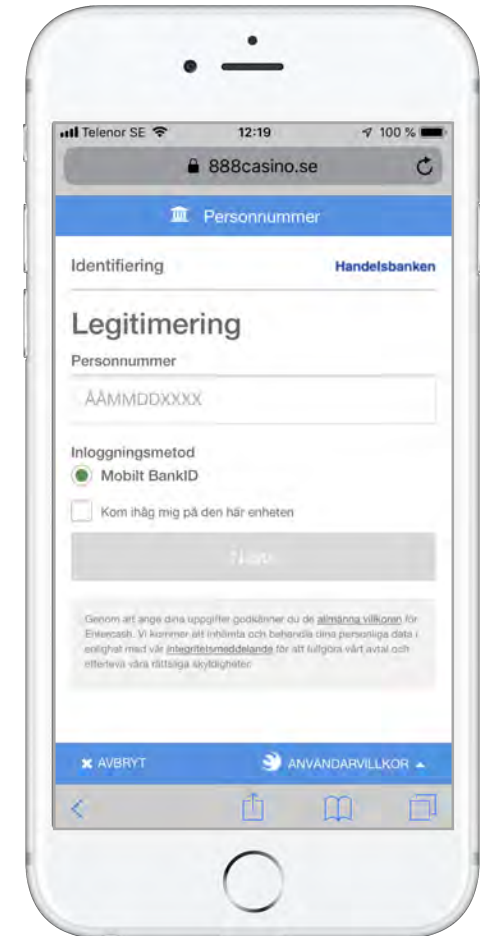 Telenor SE 12:19 100 %
888casino.se
Personnummer
Identifiering Handelsbanken
Legitimering
Personnummer
ÅÅMMDDXXXX
Inloggningsmetod
Mobilt BankID
Kom ihåg mig på den här enheten
Genom att ange dina uppgifter godkänner du de allmänna villkoren för
Entercash. Vi kommer att inhämta och behandla dina personliga data i
enlighet med vår integritetsmeddelande för att fullgöra vårt avtal och
efterleva våra rättsliga skyldigheter.
AVBRYT ANVÄNDARVILLKOR